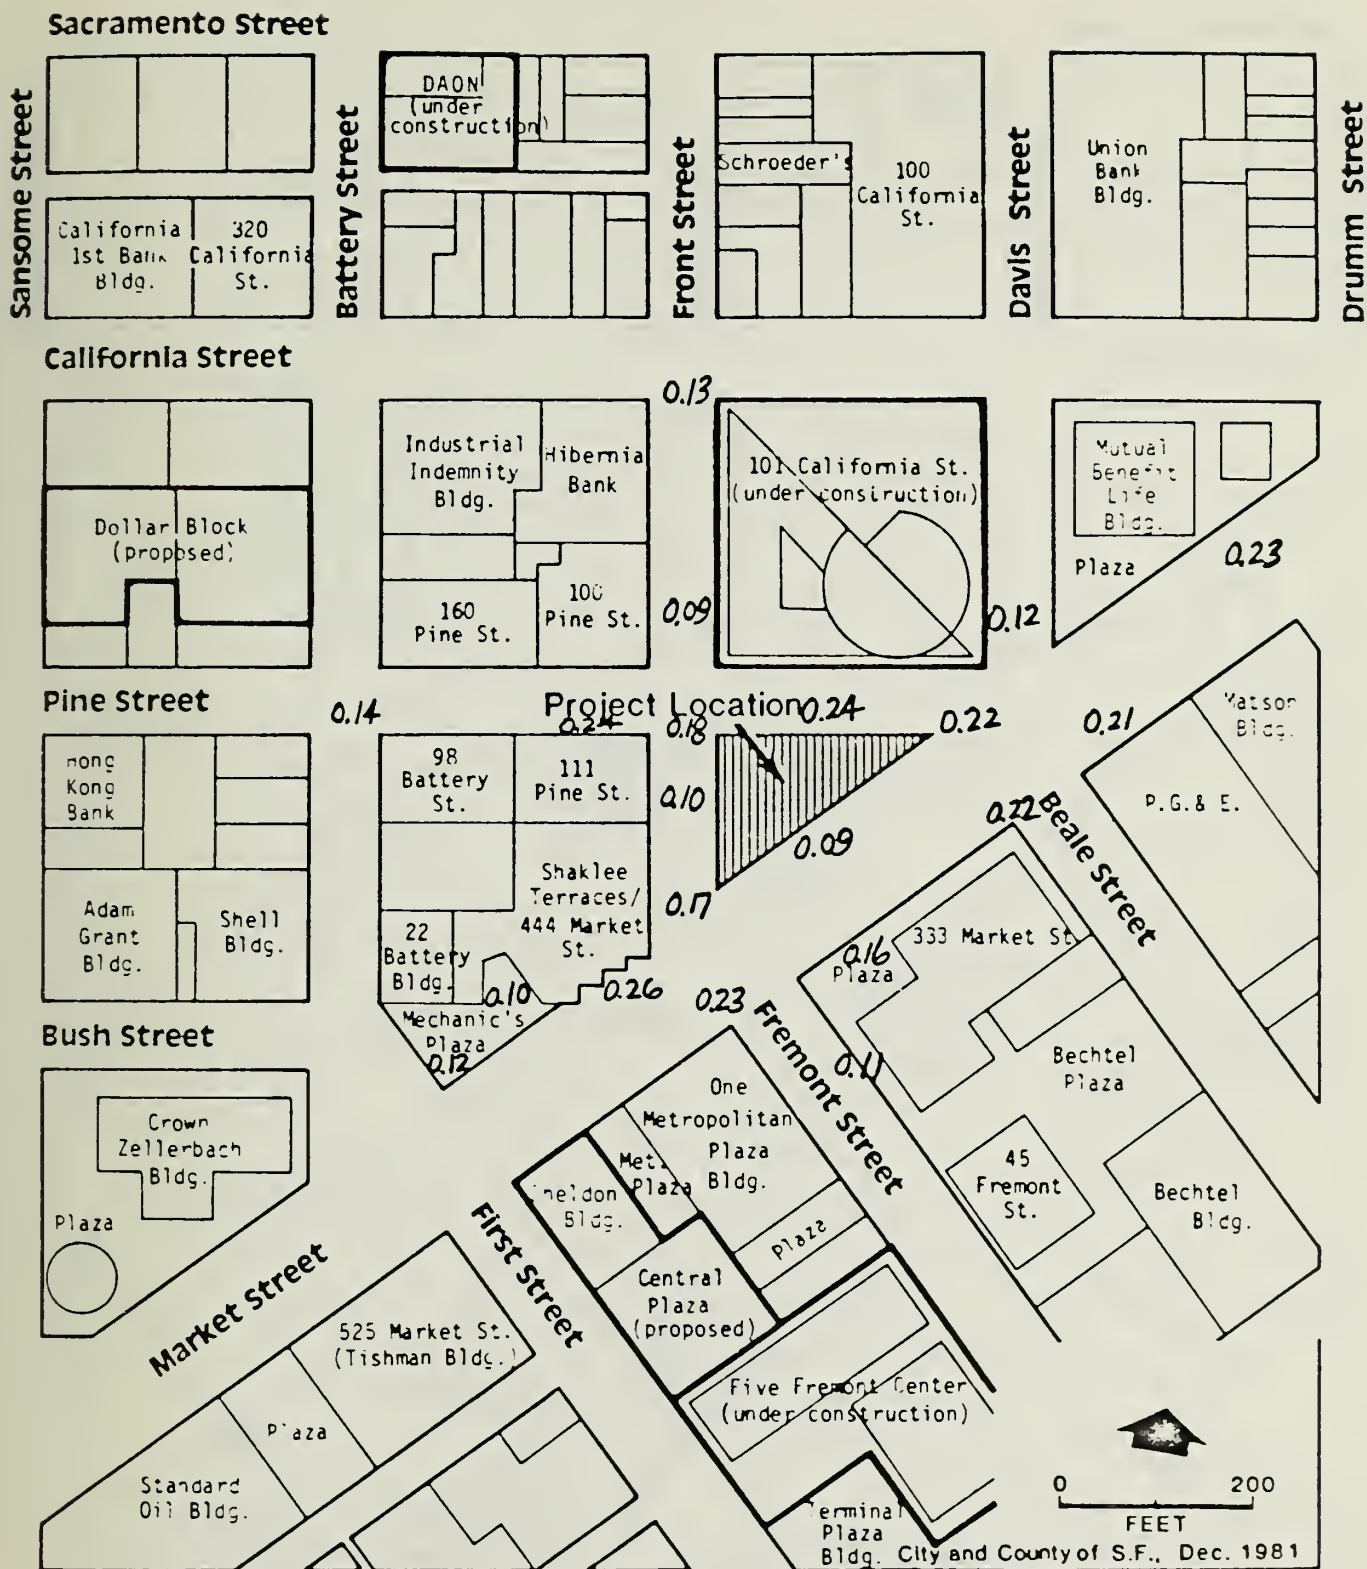 Sacramento Street
Sansome Street
Battery Street
Front Street
Davis Street
Drumm Street
DAON
(under
construction)
Schroeder's
100
California
St.
Union
Bank
Bldg.
California
1st Bank
Bldg.
320
California
St.
California Street
0.13
Industrial
Indemnity
Bldg.
Hibernia
Bank
101 California St.
(under construction)
Mutual
Benefit
Life
Bldg.
Plaza
0.23
Dollar Block
(proposed)
160
Pine St.
100
Pine St.
0.09
0.12
Pine Street
0.14
Project Location
0.24
0.18
0.24
0.22
0.21
Matson
Bldg.
Hong
Kong
Bank
98
Battery
St.
111
Pine St.
0.10
0.09
0.22
Beale Street
P.G.& E.
Adam
Grant
Bldg.
Shell
Bldg.
Shaklee
Terraces/
444 Market
St.
22
Battery
Bldg.
0.17
0.16
Plaza
333 Market St.
0.10
0.26
0.23
Mechanic's
Plaza
0.12
Bush Street
Fremont Street
0.11
Bechtel
Plaza
Crown
Zellerbach
Bldg.
Plaza
One
Metropolitan
Plaza
Bldg.
Met.
Plaza
Sheldon
Bldg.
Plaza
45
Fremont
St.
Bechtel
Bldg.
Market Street
First Street
Central
Plaza
(proposed)
525 Market St.
(Tishman Bldg.)
Plaza
Standard
Oil Bldg.
Five Fremont Center
(under construction)
Terminal
Plaza
Bldg.
0 200
FEET
City and County of S.F., Dec. 1981